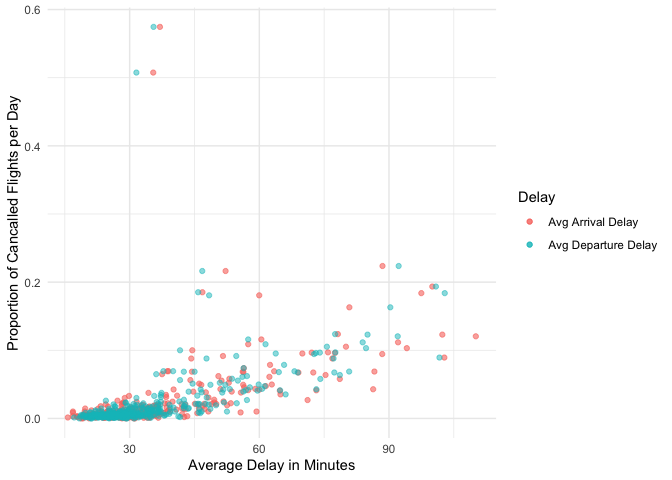 0.6
0.4
0.2
0.0
Proportion of Cancalled Flights per Day
30
60
90
Average Delay in Minutes
Delay
Avg Arrival Delay
Avg Departure Delay